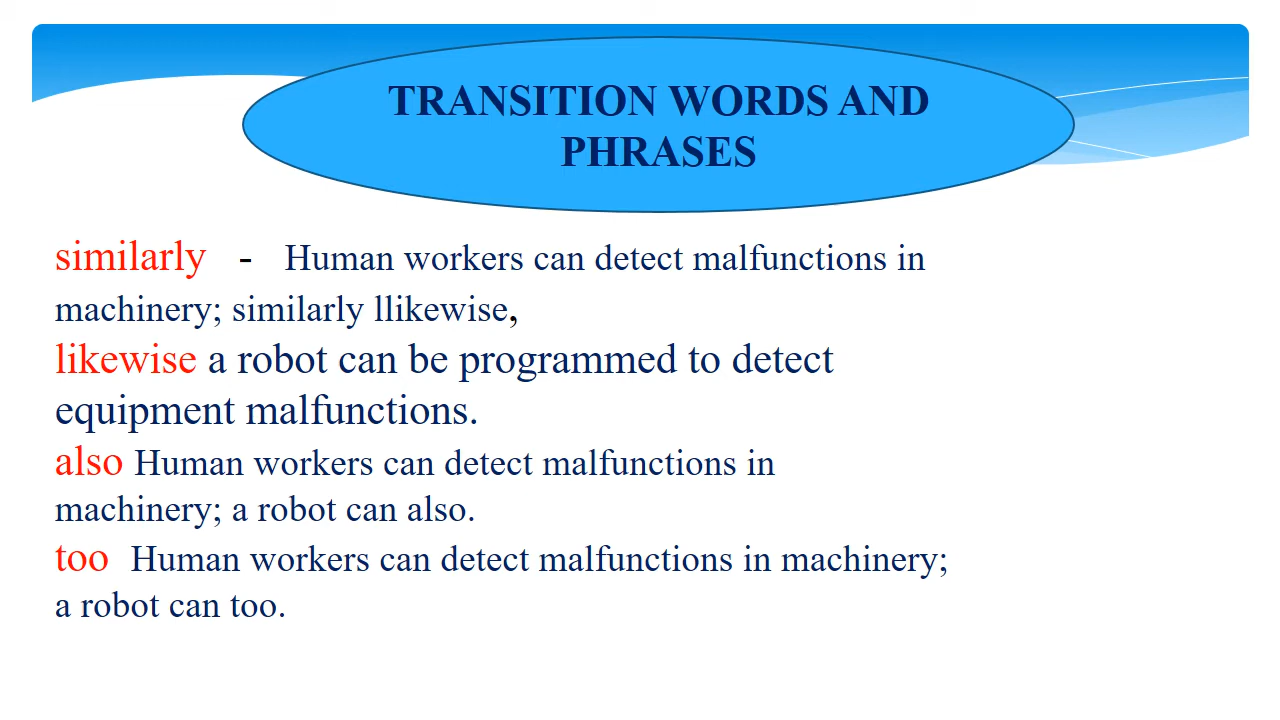 TRANSITION WORDS AND
PHRASES
similarly - Human workers can detect malfunctions in
machinery; similarly llikewise,
likewise a robot can be programmed to detect
equipment malfunctions.
also Human workers can detect malfunctions in
machinery; a robot can also.
too Human workers can detect malfunctions in machinery;
a robot can too.